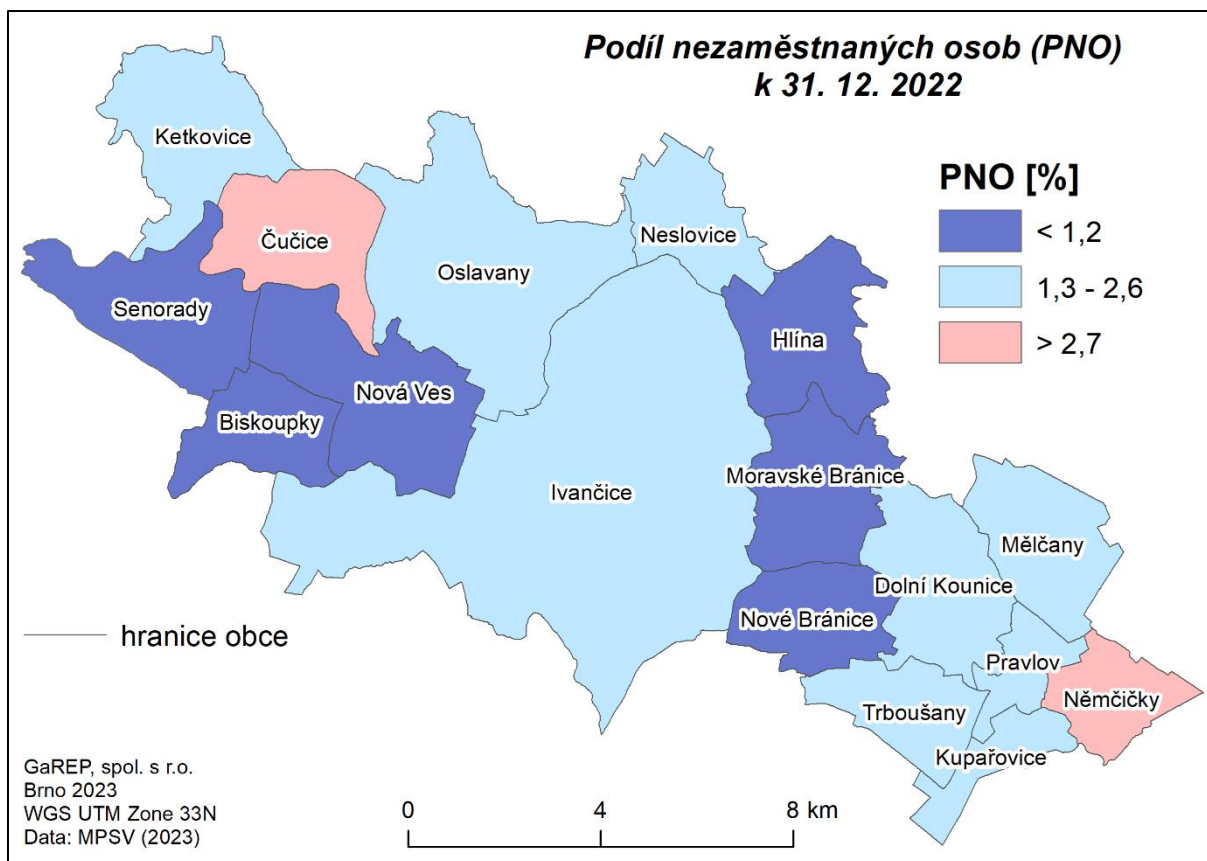 Podíl nezaměstnaných osob (PNO)
k 31. 12. 2022
Ketkovice
PNO [%]
< 1,2
1,3 - 2,6
> 2,7
Čučice
Neslovice
Oslavany
Senorady
Hlína
Nová Ves
Biskoupky
Moravské Bránice
Ivančice
Mělčany
Dolní Kounice
Nové Bránice
hranice obce
Pravlov
Němčičky
Trboušany
Kupařovice
GaREP, spol. s r.o.
Brno 2023
WGS UTM Zone 33N
Data: MPSV (2023)
0 4 8 km